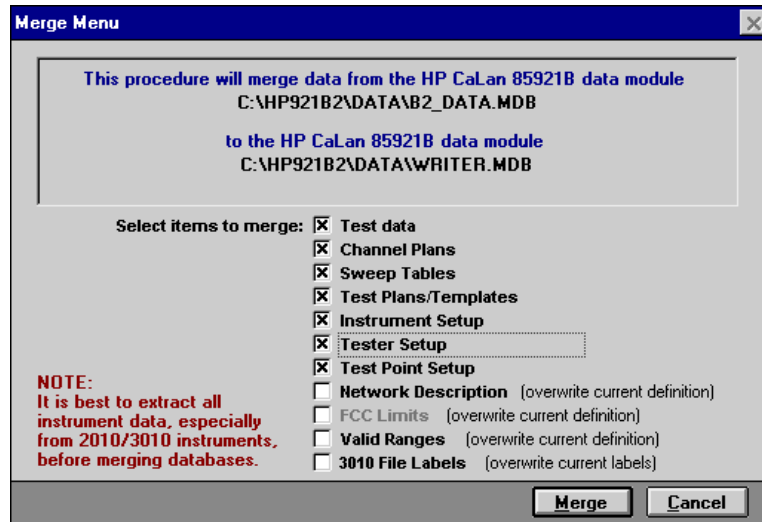 Merge Menu
This procedure will merge data from the HP CaLan 85921B data module
C:\HP921B2\DATA\B2_DATA.MDB
to the HP CaLan 85921B data module
C:\HP921B2\DATA\WRITER.MDB
Select items to merge: Test data
Channel Plans
Sweep Tables
Test Plans/Templates
Instrument Setup
Tester Setup
Test Point Setup
Network Description (overwrite current definition)
FCC Limits (overwrite current definition)
Valid Ranges (overwrite current definition)
3010 File Labels (overwrite current labels)
NOTE:
It is best to extract all
instrument data, especially
from 2010/3010 instruments,
before merging databases.
Merge Cancel